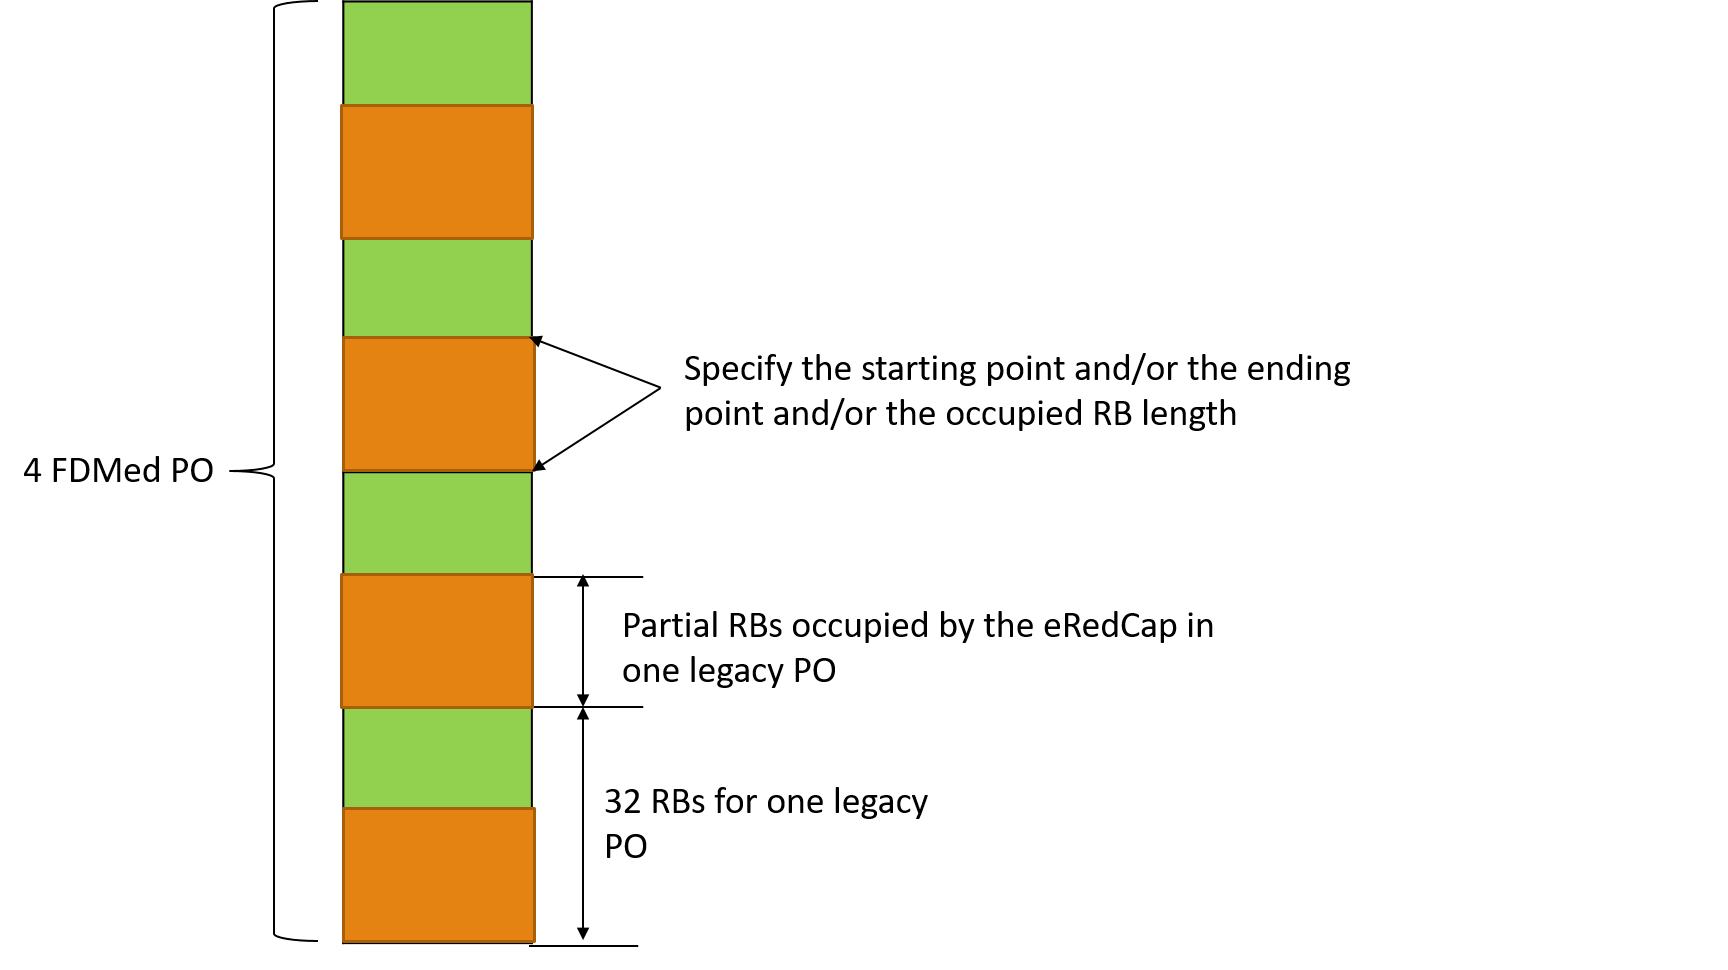 Specify the starting point and/or the ending
point and/or the occupied RB length
4 FDMed PO
Partial RBs occupied by the eRedCap in
one legacy PO
32 RBs for one legacy
PO